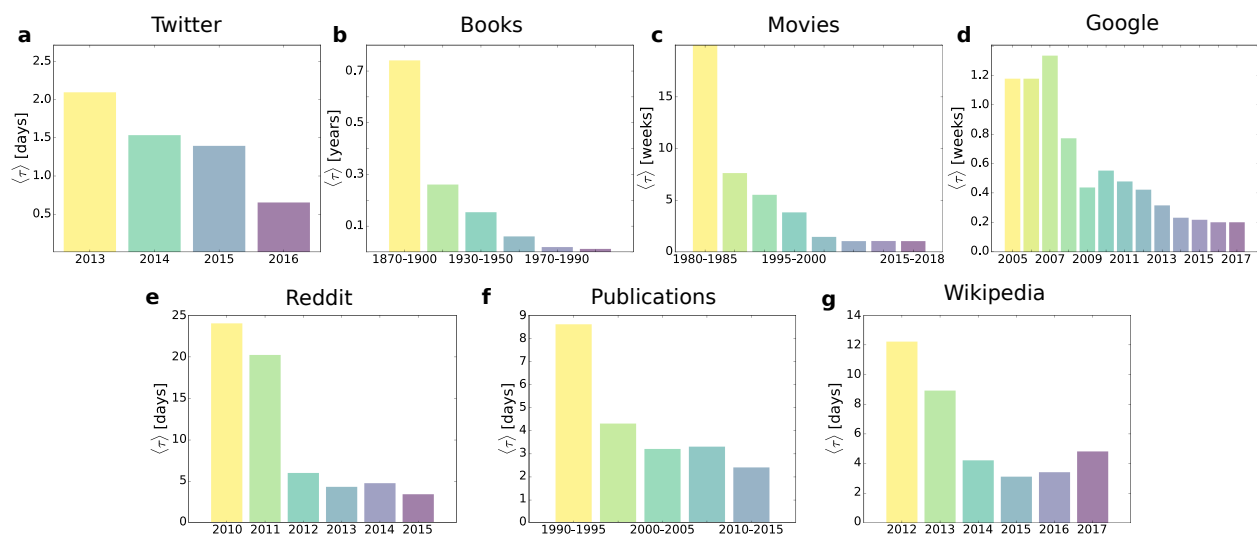 a
Twitter
⟨τ⟩ [days]
2.5
2.0
1.5
1.0
0.5
2013 2014 2015 2016
b
Books
⟨τ⟩ [years]
0.7
0.5
0.3
0.1
1870-1900 1930-1950 1970-1990
c
Movies
⟨τ⟩ [weeks]
15
10
5
0
1980-1985 1995-2000 2015-2018
d
Google
⟨τ⟩ [weeks]
1.2
1.0
0.8
0.6
0.4
0.2
0.0
2005 2007 2009 2011 2013 2015 2017
e
Reddit
⟨τ⟩ [days]
25
20
15
10
5
0
2010 2011 2012 2013 2014 2015
f
Publications
⟨τ⟩ [days]
9
8
7
6
5
4
3
2
1
0
1990-1995 2000-2005 2010-2015
g
Wikipedia
⟨τ⟩ [days]
14
12
10
8
6
4
2
0
2012 2013 2014 2015 2016 2017